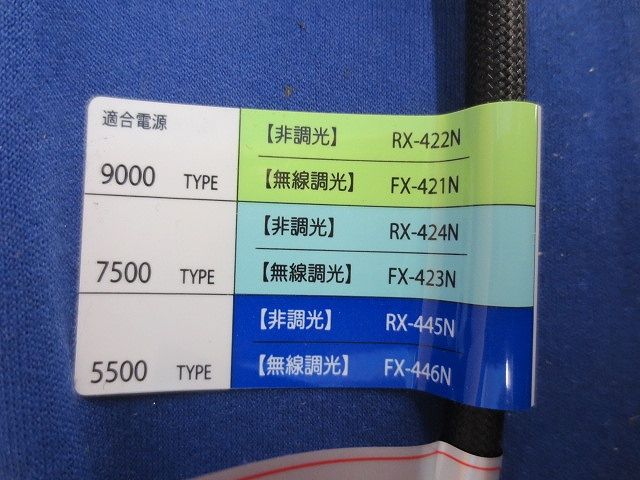 適合電源
9000 TYPE
【非調光】 RX-422N
【無線調光】 FX-421N
7500 TYPE
【非調光】 RX-424N
【無線調光】 FX-423N
5500 TYPE
【非調光】 RX-445N
【無線調光】 FX-446N